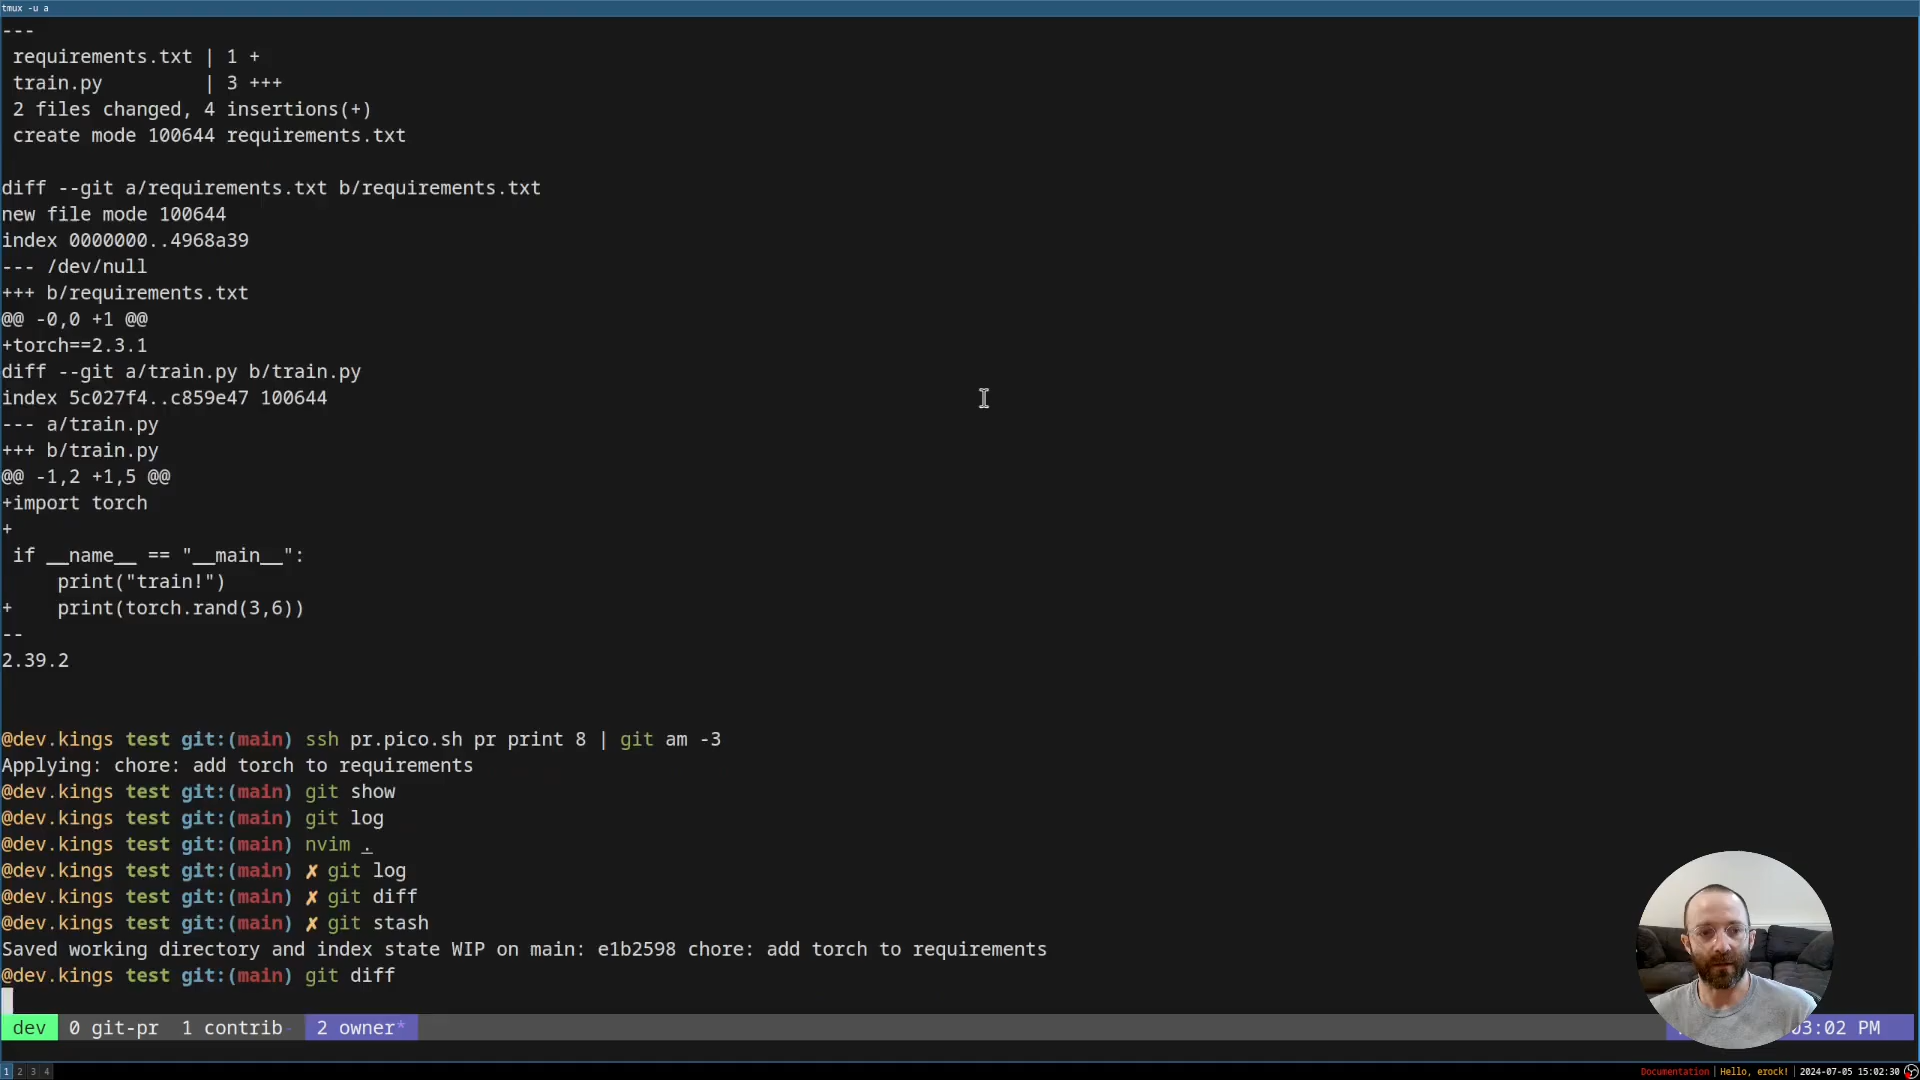 tmux -u a
---
requirements.txt | 1 +
train.py         | 3 +++
2 files changed, 4 insertions(+)
create mode 100644 requirements.txt
diff --git a/requirements.txt b/requirements.txt
new file mode 100644
index 0000000..4968a39
--- /dev/null
+++ b/requirements.txt
@@ -0,0 +1 @@
+torch==2.3.1
diff --git a/train.py b/train.py
index 5c027f4..c859e47 100644
--- a/train.py
+++ b/train.py
@@ -1,2 +1,5 @@
+import torch
+
 if __name__ == "__main__":
     print("train!")
+    print(torch.rand(3,6))
--
2.39.2
@dev.kings test git:(main) ssh pr.pico.sh pr print 8 | git am -3
Applying: chore: add torch to requirements
@dev.kings test git:(main) git show
@dev.kings test git:(main) git log
@dev.kings test git:(main) nvim .
@dev.kings test git:(main) ✗ git log
@dev.kings test git:(main) ✗ git diff
@dev.kings test git:(main) ✗ git stash
Saved working directory and index state WIP on main: e1b2598 chore: add torch to requirements
@dev.kings test git:(main) git diff
dev 0 git-pr 1 contrib- 2 owner* 03:02 PM
1 2 3 4 Documentation | Hello, erock! | 2024-07-05 15:02:30